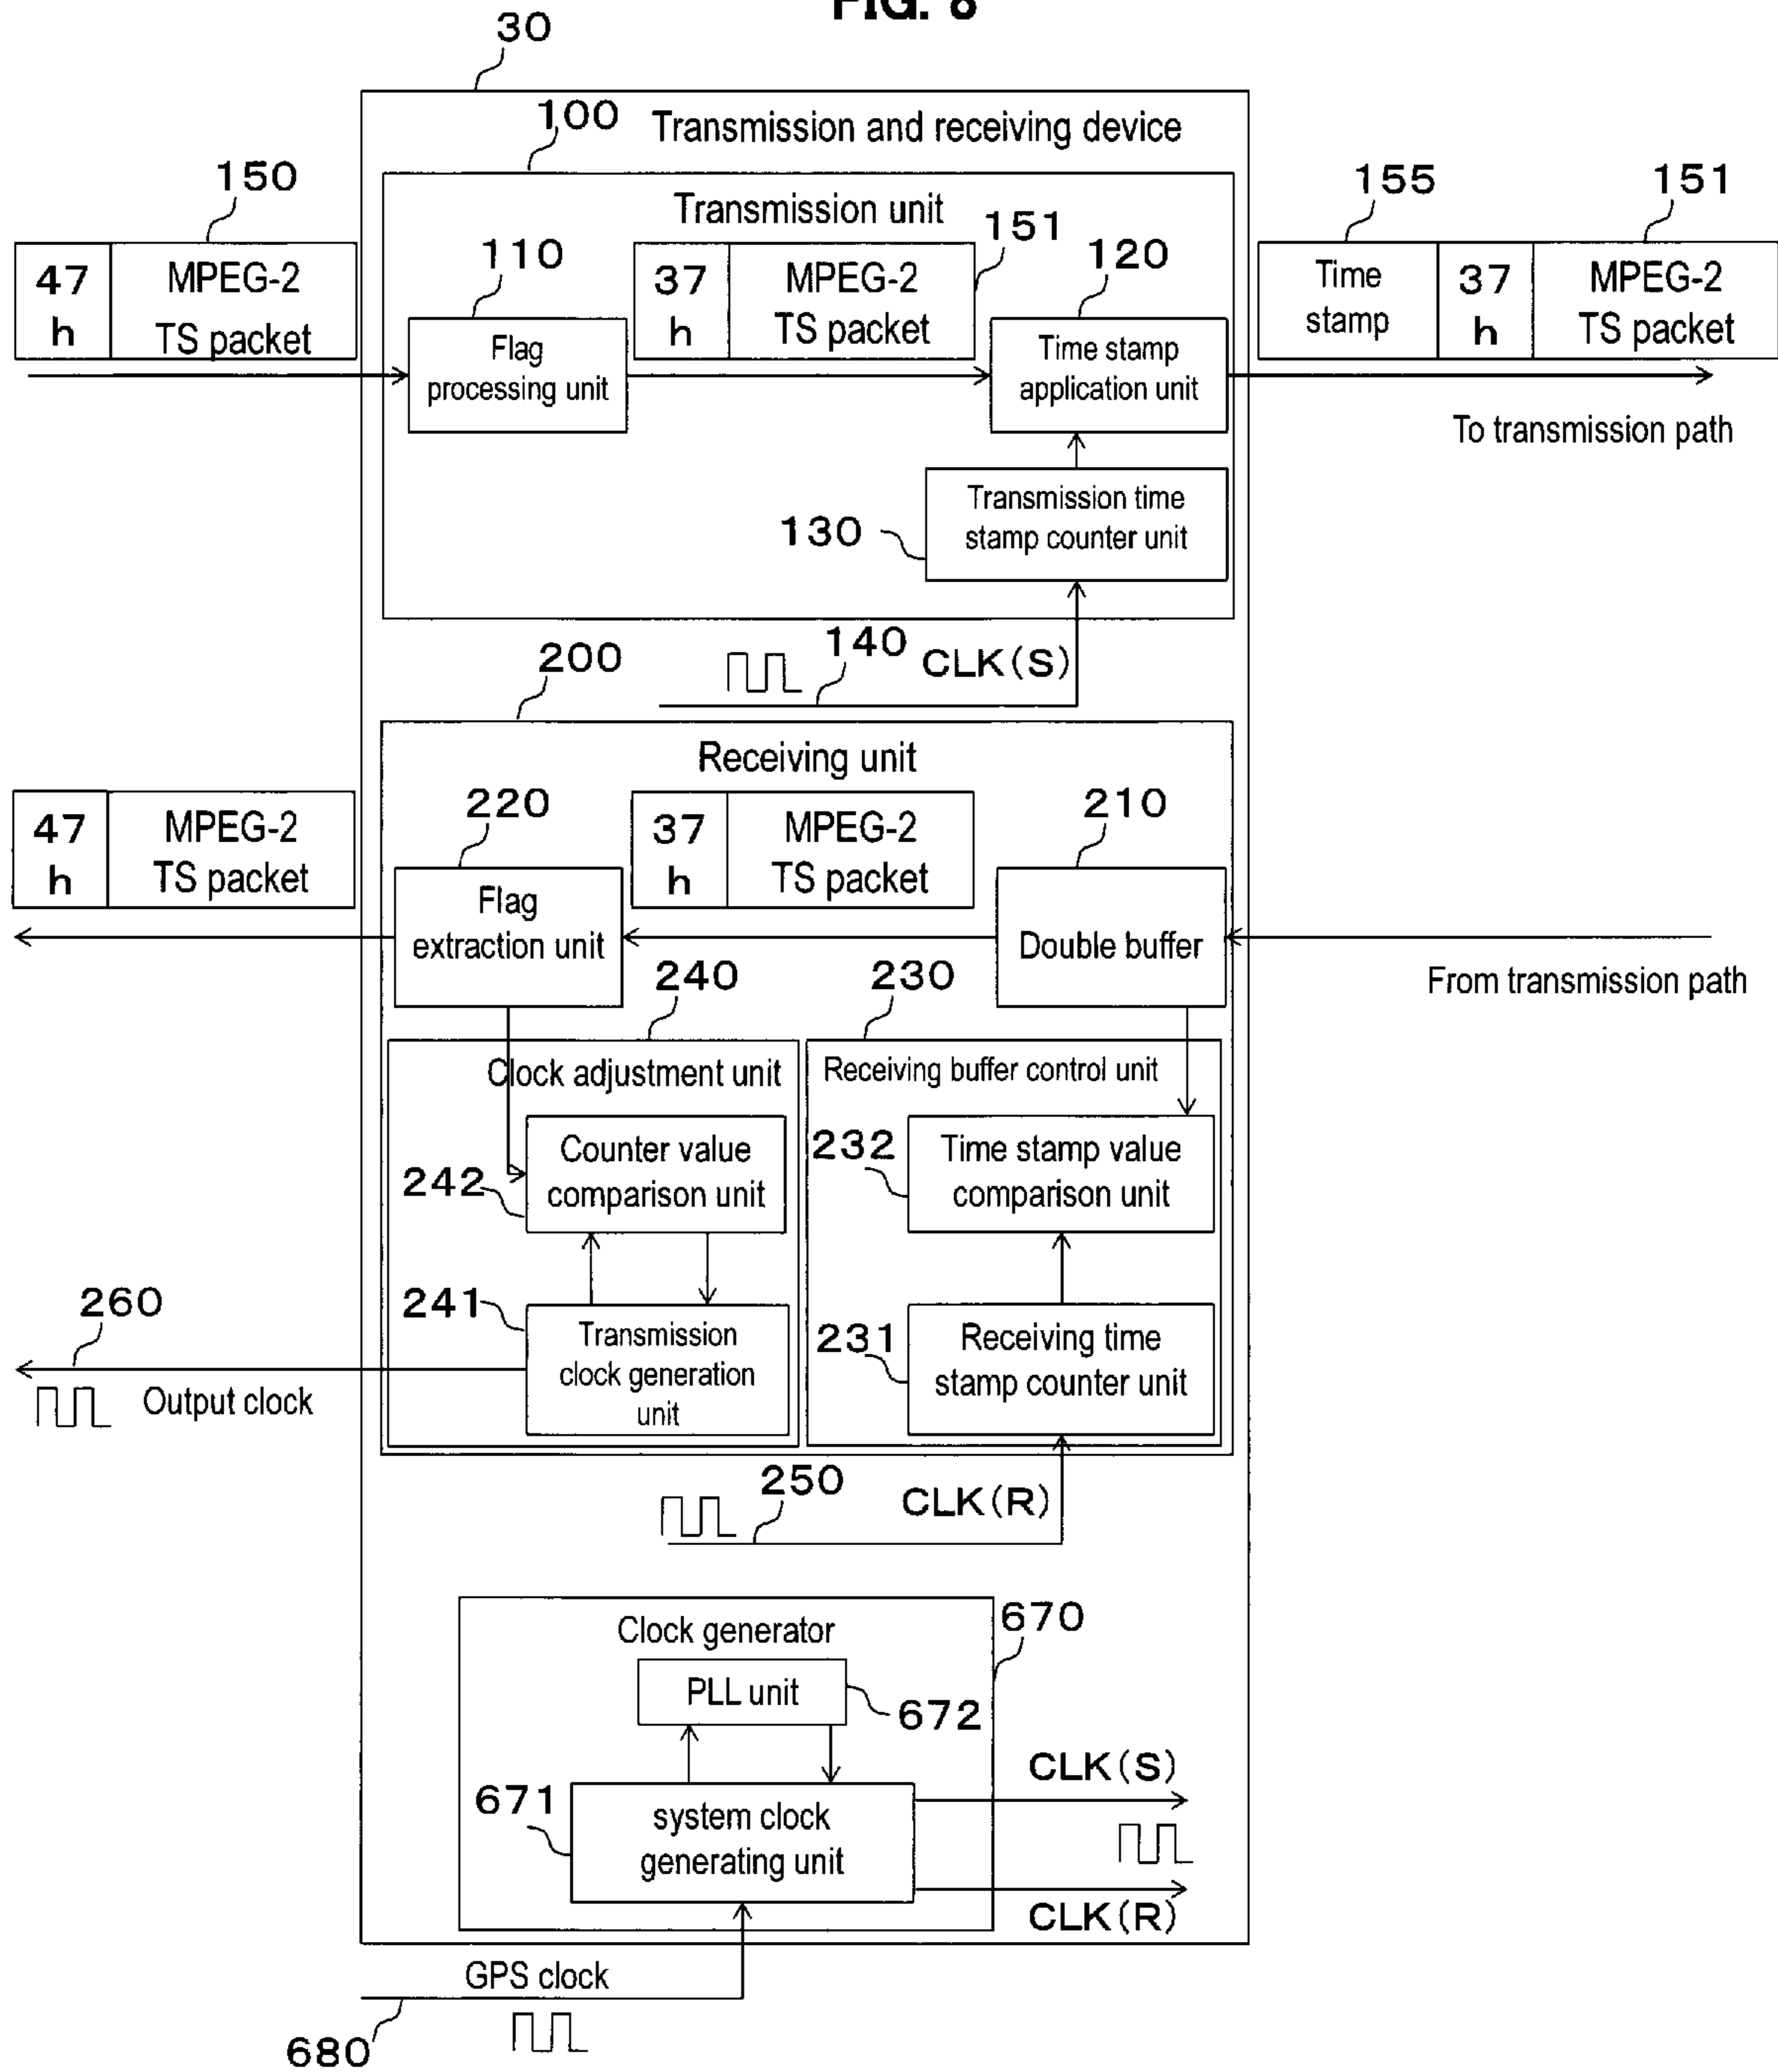 FIG. 8
30
100
Transmission and receiving device
150
155
151
Transmission unit
151
47
h
MPEG-2
TS packet
110
37
h
MPEG-2
TS packet
120
Time
stamp
37
h
MPEG-2
TS packet
Flag
processing unit
Time stamp
application unit
To transmission path
130
Transmission time
stamp counter unit
140
CLK(S)
200
Receiving unit
47
h
MPEG-2
TS packet
220
37
h
MPEG-2
TS packet
210
Flag
extraction unit
Double buffer
From transmission path
240
230
Clock adjustment unit
Receiving buffer control unit
242
Counter value
comparison unit
232
Time stamp value
comparison unit
260
241
Transmission
clock generation
unit
231
Receiving time
stamp counter unit
Output clock
250
CLK(R)
670
Clock generator
PLL unit
672
671
system clock
generating unit
CLK(S)
CLK(R)
GPS clock
680